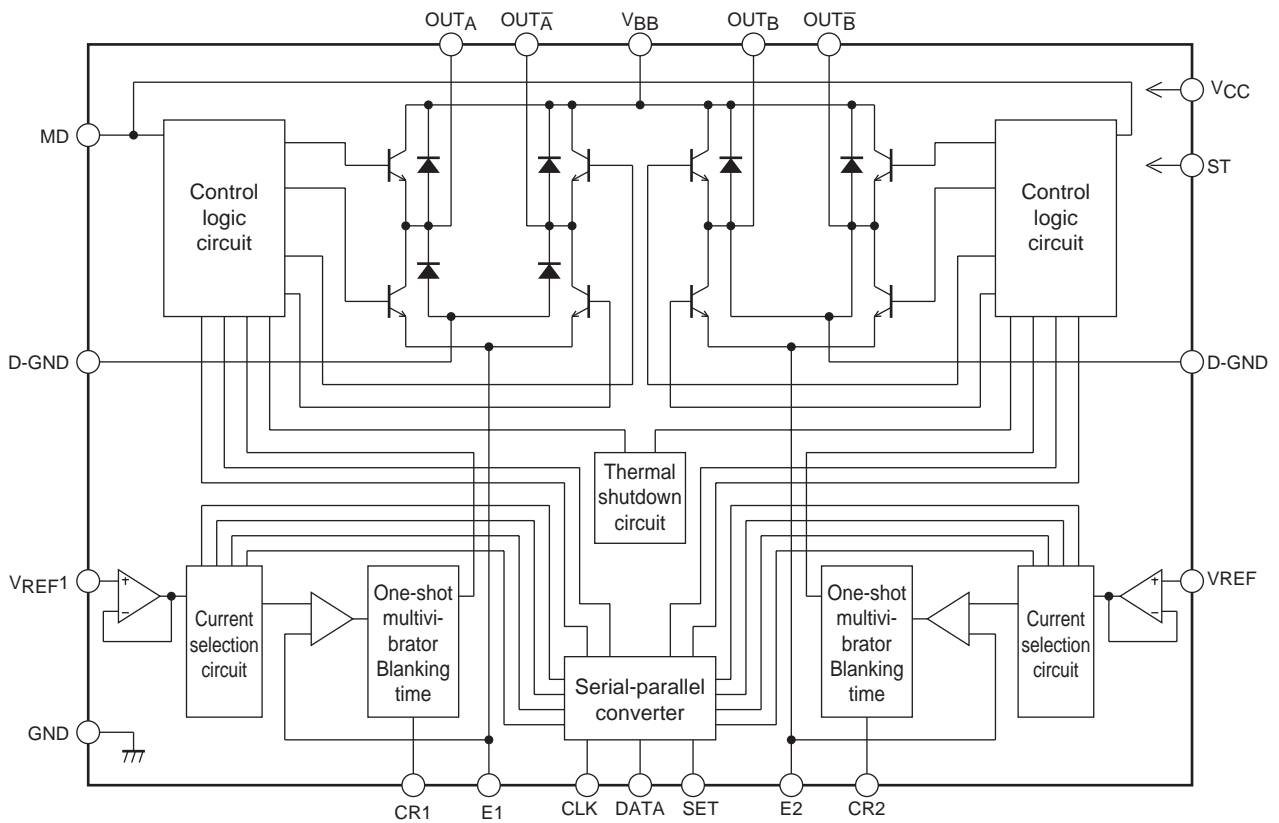 OUTA
OUTA̅
VBB
OUTB
OUTB̅
MD
VCC
ST
Control
logic
circuit
Control
logic
circuit
D-GND
D-GND
Thermal
shutdown
circuit
VREF1
+
−
Current
selection
circuit
One-shot
multivi-
brator
Blanking
time
Serial-parallel
converter
One-shot
multivi-
brator
Blanking
time
Current
selection
circuit
+
−
VREF
GND
CR1
E1
CLK
DATA
SET
E2
CR2